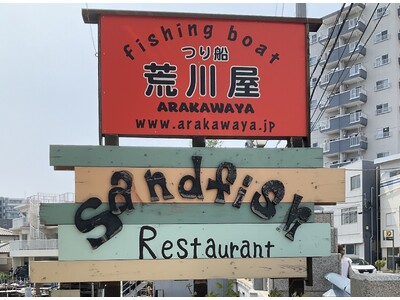 fishing boat
つり船
荒川屋
ARAKAWAYA
www.arakawaya.jp
Sandfish
Restaurant